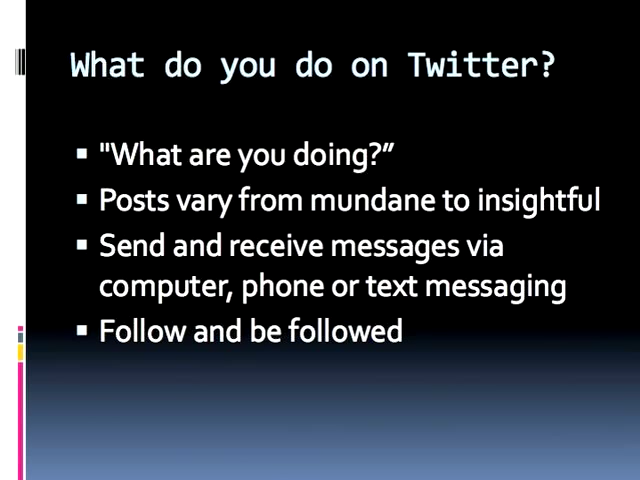 What do you do on Twitter?
"What are you doing?”
Posts vary from mundane to insightful
Send and receive messages via
computer, phone or text messaging
Follow and be followed